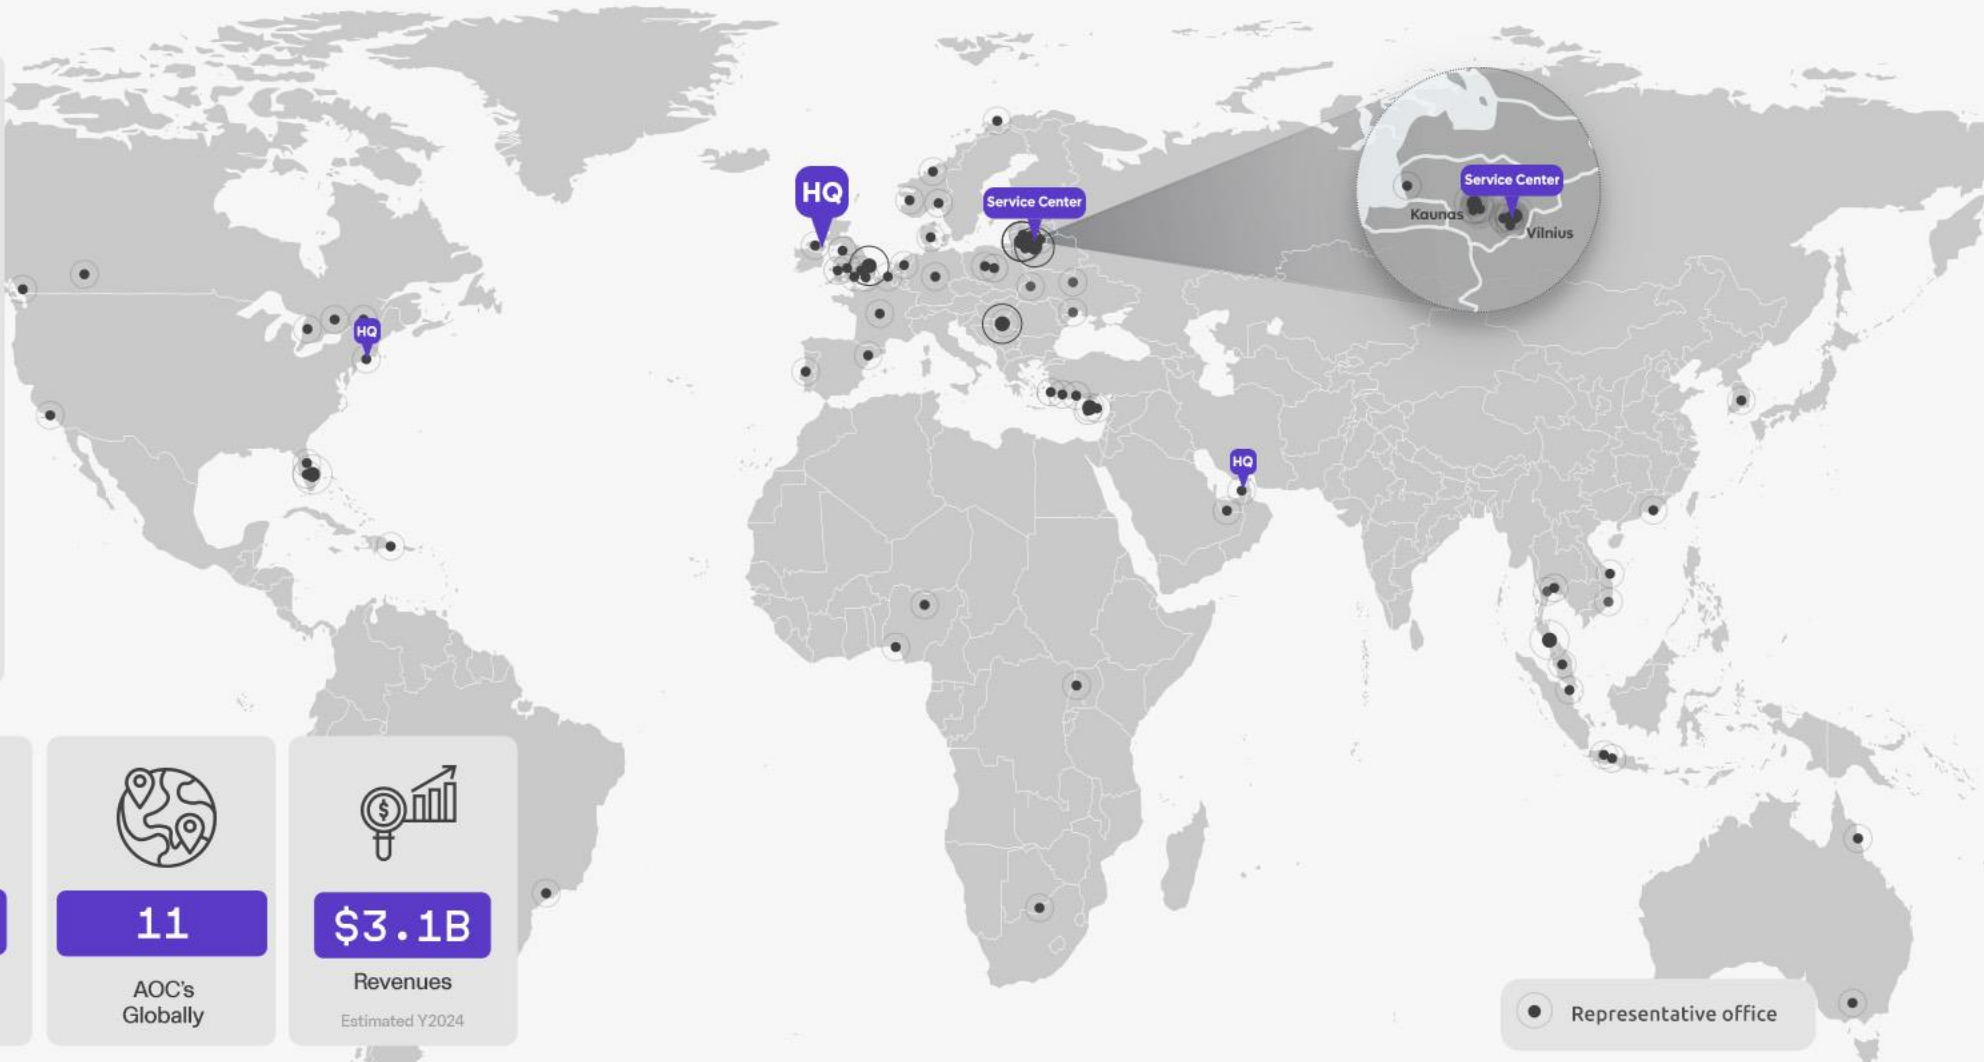 HQ
Service Center
Service Center
Kaunas
Vilnius
HQ
HQ
11
AOC's
Globally
$3.1B
Revenues
Estimated Y2024
Representative office